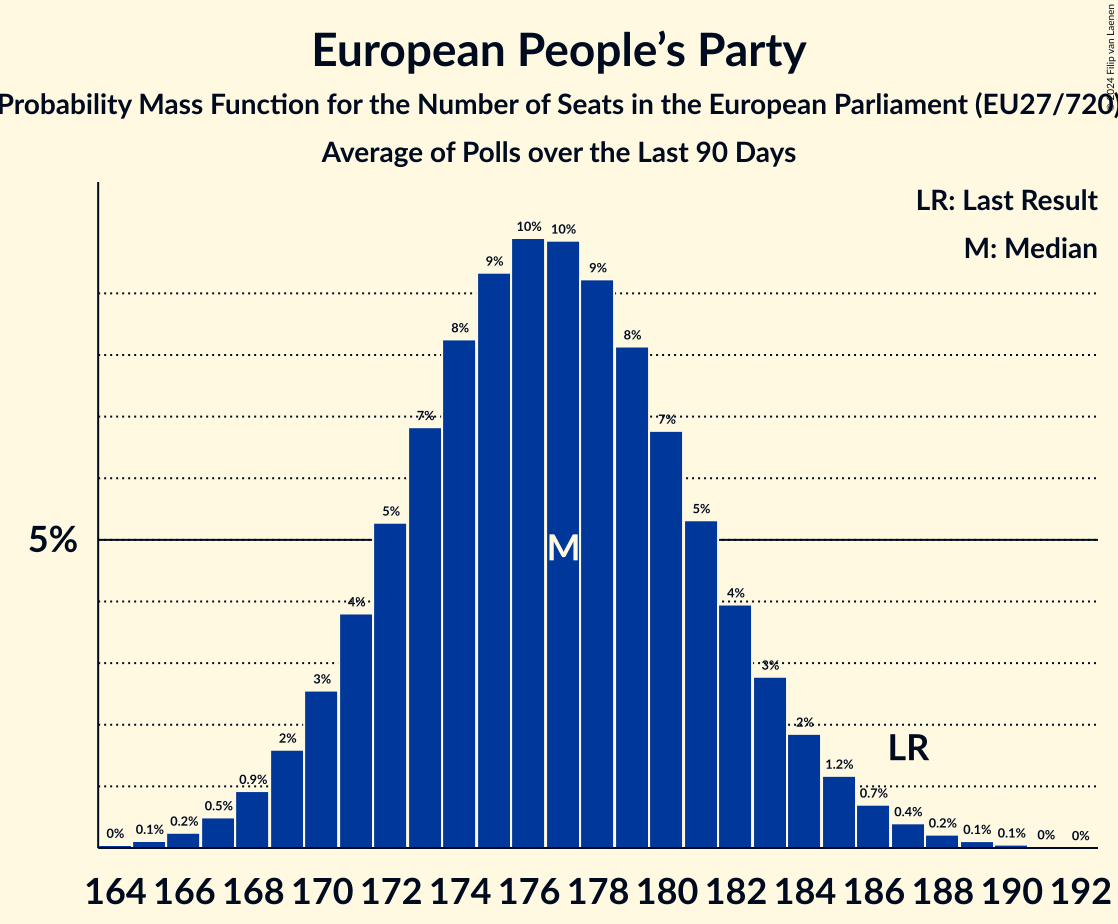 European People’s Party
Probability Mass Function for the Number of Seats in the European Parliament (EU27/720)
Average of Polls over the Last 90 Days
© 2024 Filip van Laenen
LR: Last Result
M: Median
5%
0% 0.1% 0.2% 0.5% 0.9% 2% 3% 4% 5% 7% 8% 9% 10% 10% 9% 8% 7% 5% 4% 3% 2% 1.2% 0.7% 0.4% 0.2% 0.1% 0.1% 0% 0%
M
LR
164 166 168 170 172 174 176 178 180 182 184 186 188 190 192